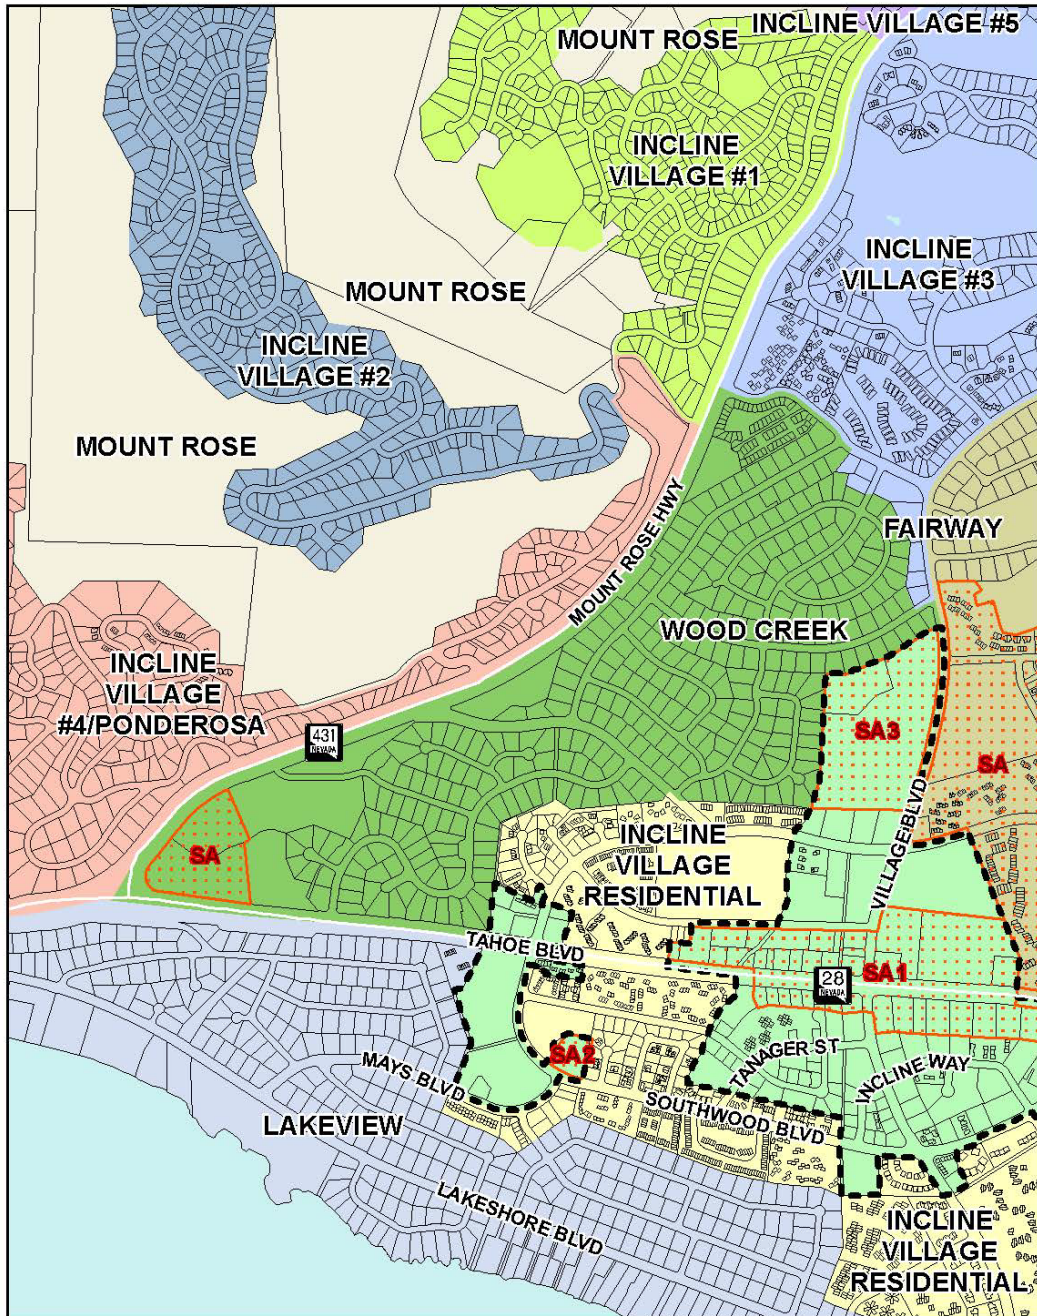 INCLINE VILLAGE #5
MOUNT ROSE
INCLINE
VILLAGE #1
INCLINE
VILLAGE #3
MOUNT ROSE
INCLINE
VILLAGE #2
MOUNT ROSE
MOUNT ROSE HWY
FAIRWAY
WOOD CREEK
INCLINE
VILLAGE
#4/PONDEROSA
431
NEVADA
SA3
SA
VILLAGE BLVD
SA
INCLINE
VILLAGE
RESIDENTIAL
TAHOE BLVD
28
NEVADA
SA1
SA2
TANAGER ST
INCLINE WAY
MAYS BLVD
SOUTHWOOD BLVD
LAKEVIEW
LAKESHORE BLVD
INCLINE
VILLAGE
RESIDENTIAL